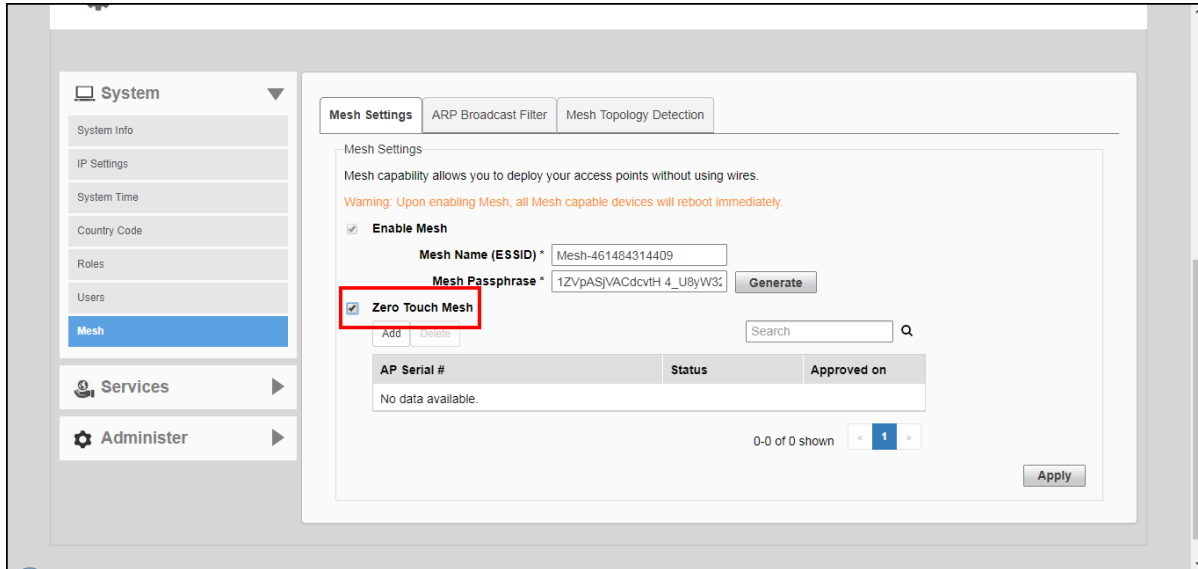 System
System Info
IP Settings
System Time
Country Code
Roles
Users
Mesh
Services
Administer
Mesh Settings ARP Broadcast Filter Mesh Topology Detection
Mesh Settings
Mesh capability allows you to deploy your access points without using wires.
Warning: Upon enabling Mesh, all Mesh capable devices will reboot immediately.
Enable Mesh
Mesh Name (ESSID) * Mesh-461484314409
Mesh Passphrase * 1ZVpASjVACdcvtH 4_U8yW32 Generate
Zero Touch Mesh
Add Delete Search
AP Serial # Status Approved on
No data available.
0-0 of 0 shown « 1 »
Apply